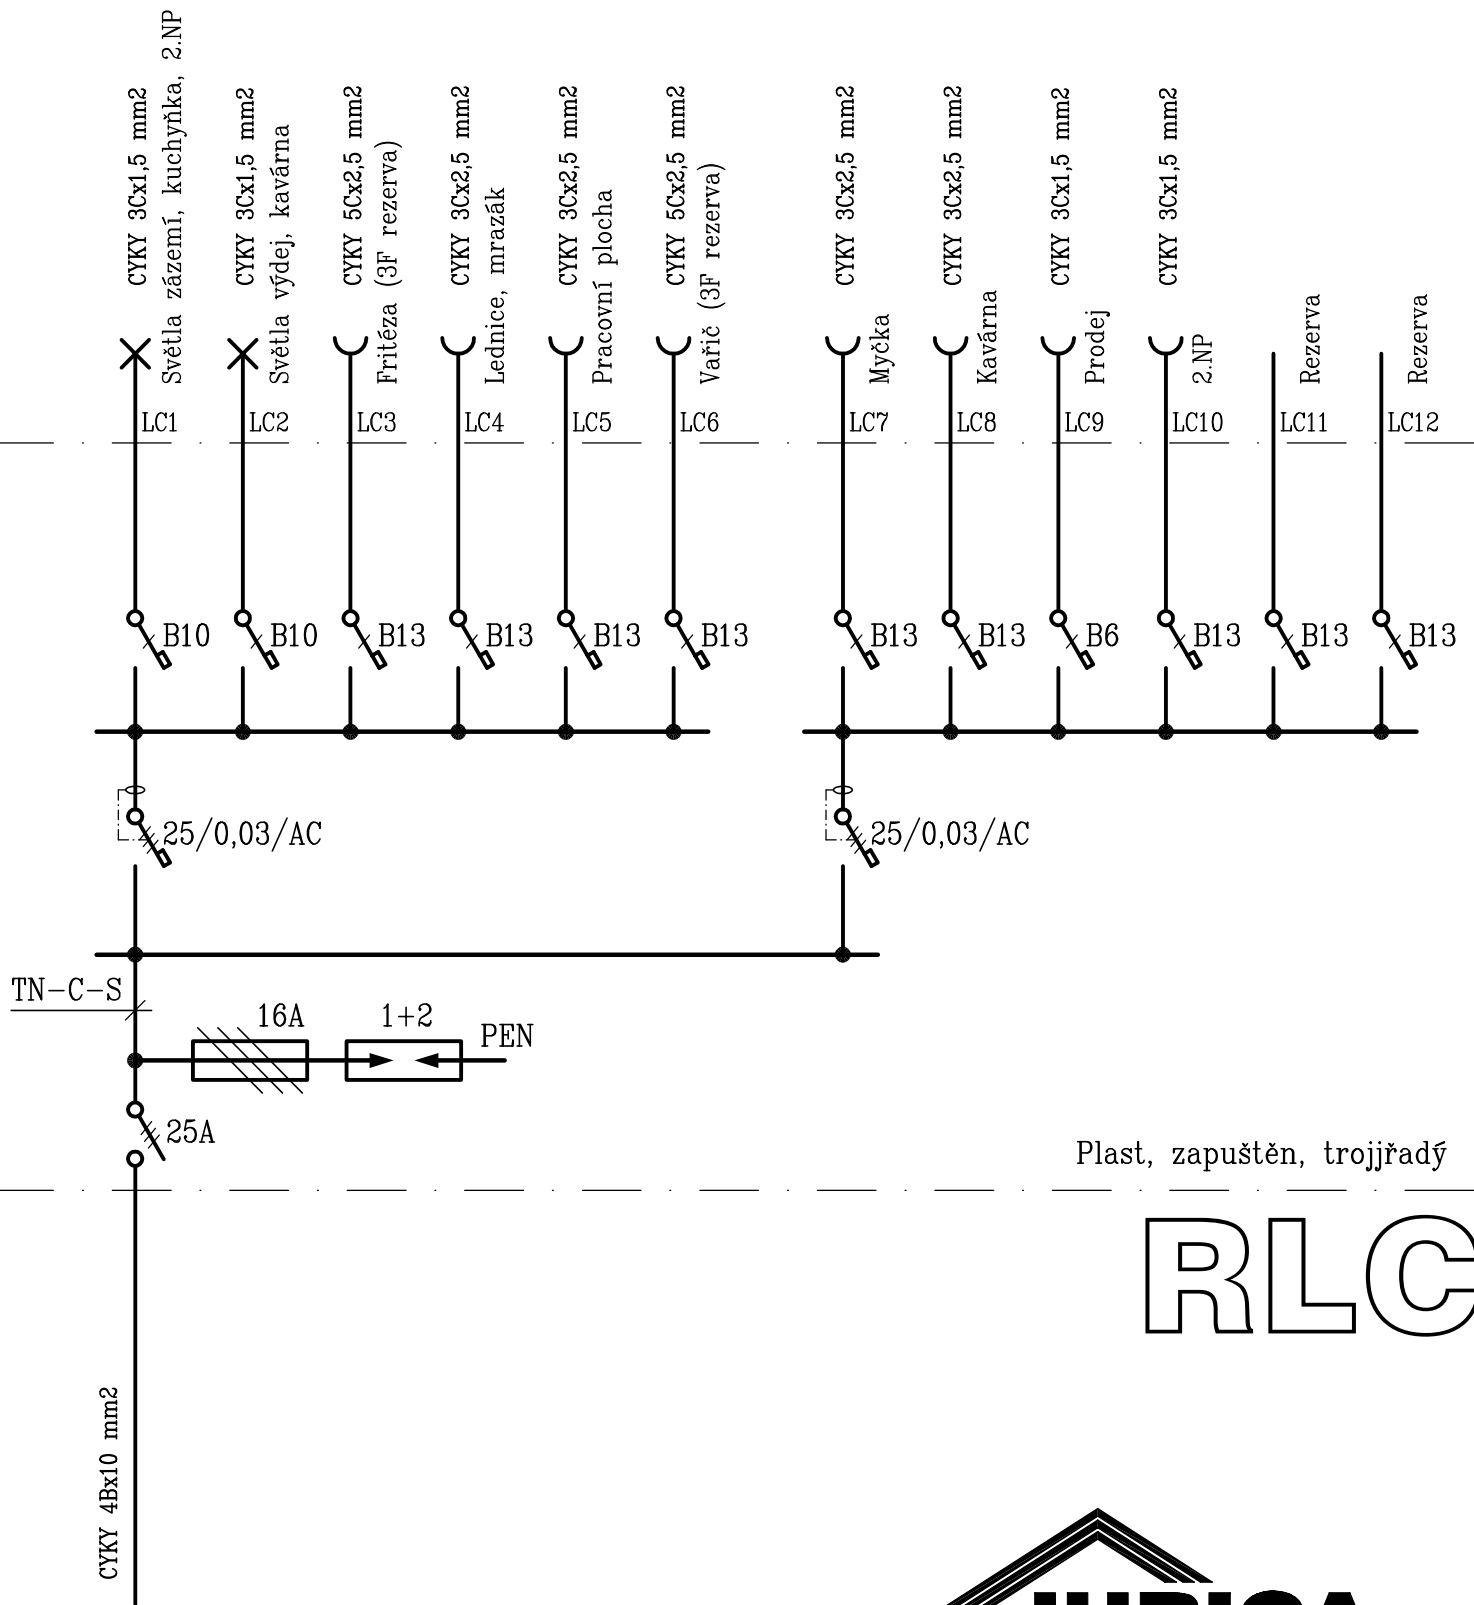 CYKY 3Cx1,5 mm2
Světla zázemí, kuchyňka, 2.NP
CYKY 3Cx1,5 mm2
Světla výdej, kavárna
CYKY 5Cx2,5 mm2
Fritéza (3F rezerva)
CYKY 3Cx2,5 mm2
Lednice, mrazák
CYKY 3Cx2,5 mm2
Pracovní plocha
CYKY 5Cx2,5 mm2
Vařič (3F rezerva)
CYKY 3Cx2,5 mm2
Myčka
CYKY 3Cx2,5 mm2
Kavárna
CYKY 3Cx1,5 mm2
Prodej
CYKY 3Cx1,5 mm2
2.NP
Rezerva
Rezerva
LC1
LC2
LC3
LC4
LC5
LC6
LC7
LC8
LC9
LC10
LC11
LC12
B10
B10
B13
B13
B13
B13
B13
B13
B6
B13
B13
B13
25/0,03/AC
25/0,03/AC
TN-C-S
16A
1+2
PEN
25A
Plast, zapuštěn, trojjřadý
RLC
CYKY 4Bx10 mm2